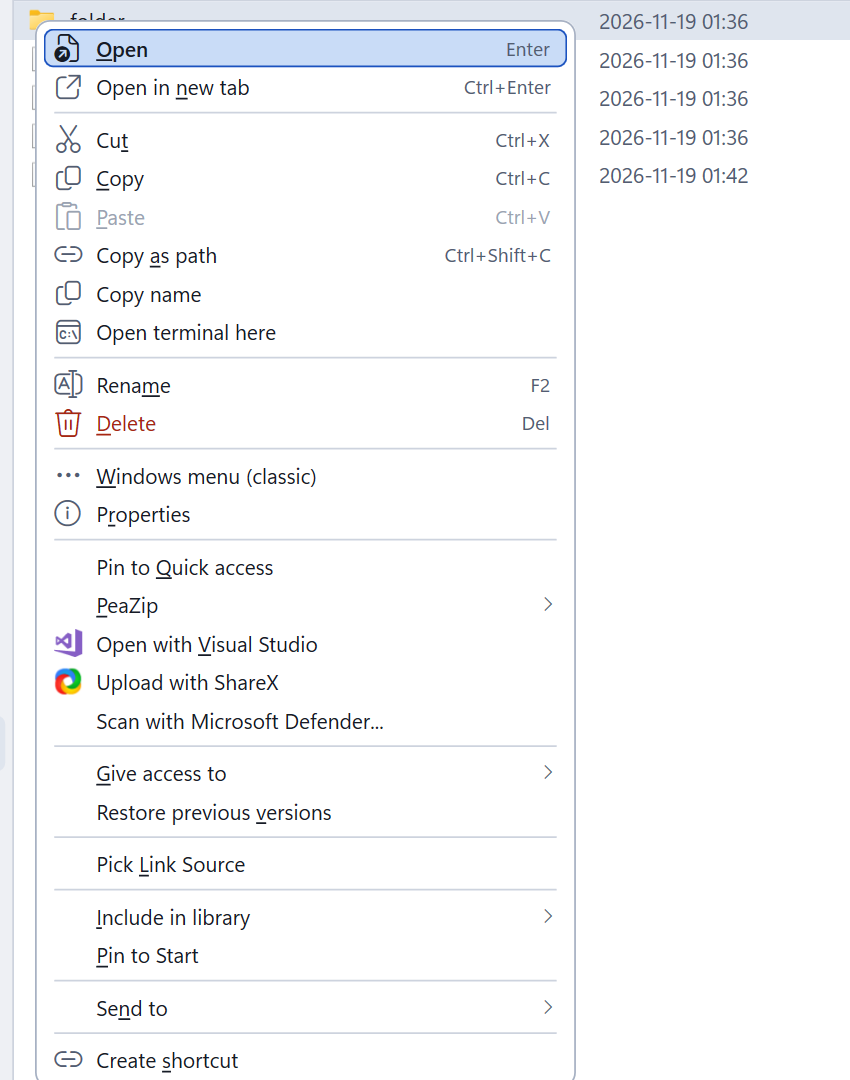 folder 2026-11-19 01:36
Open Enter
2026-11-19 01:36
Open in new tab Ctrl+Enter
2026-11-19 01:36
Cut Ctrl+X
2026-11-19 01:36
Copy Ctrl+C
2026-11-19 01:42
Paste Ctrl+V
Copy as path Ctrl+Shift+C
Copy name
C:\ Open terminal here
Rename F2
Delete Del
Windows menu (classic)
Properties
Pin to Quick access
PeaZip
Open with Visual Studio
Upload with ShareX
Scan with Microsoft Defender...
Give access to
Restore previous versions
Pick Link Source
Include in library
Pin to Start
Send to
Create shortcut